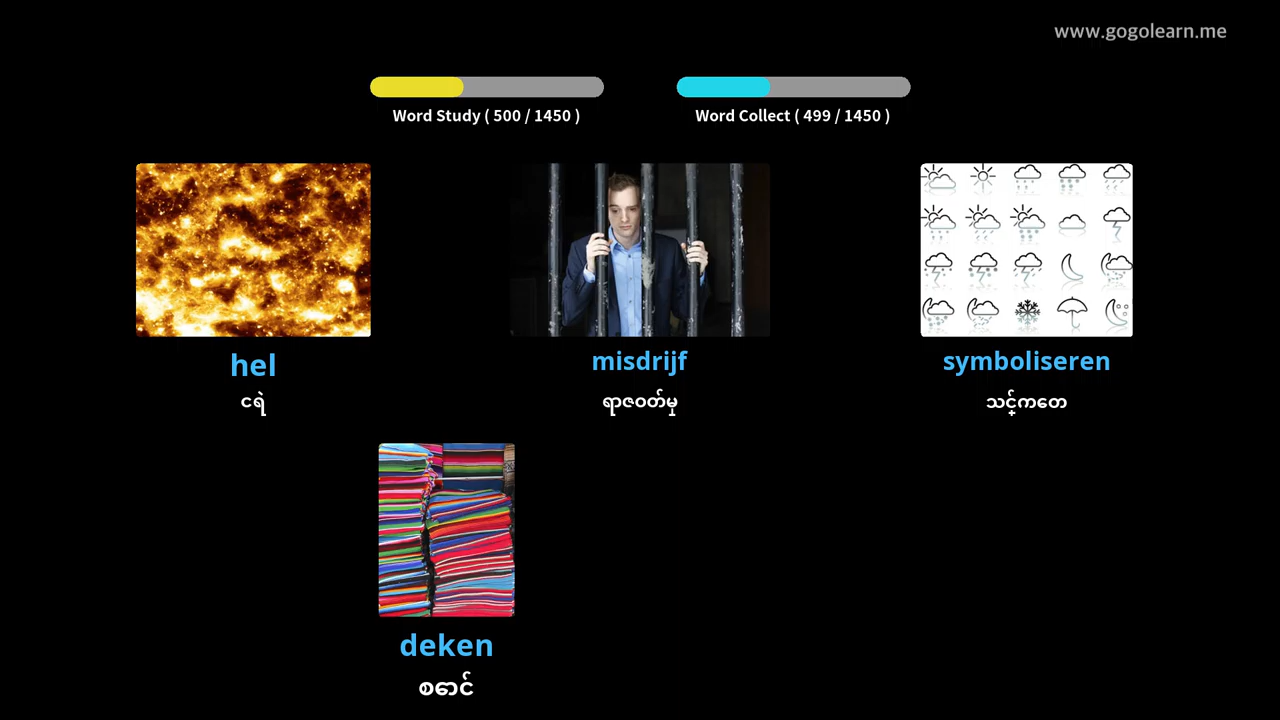 www.gogolearn.me
Word Study ( 500 / 1450 )
Word Collect ( 499 / 1450 )
hel
misdrijf
symboliseren
ငရဲ
ရာဇဝတ်မှု
သင်္ကတေ
deken
စောင်